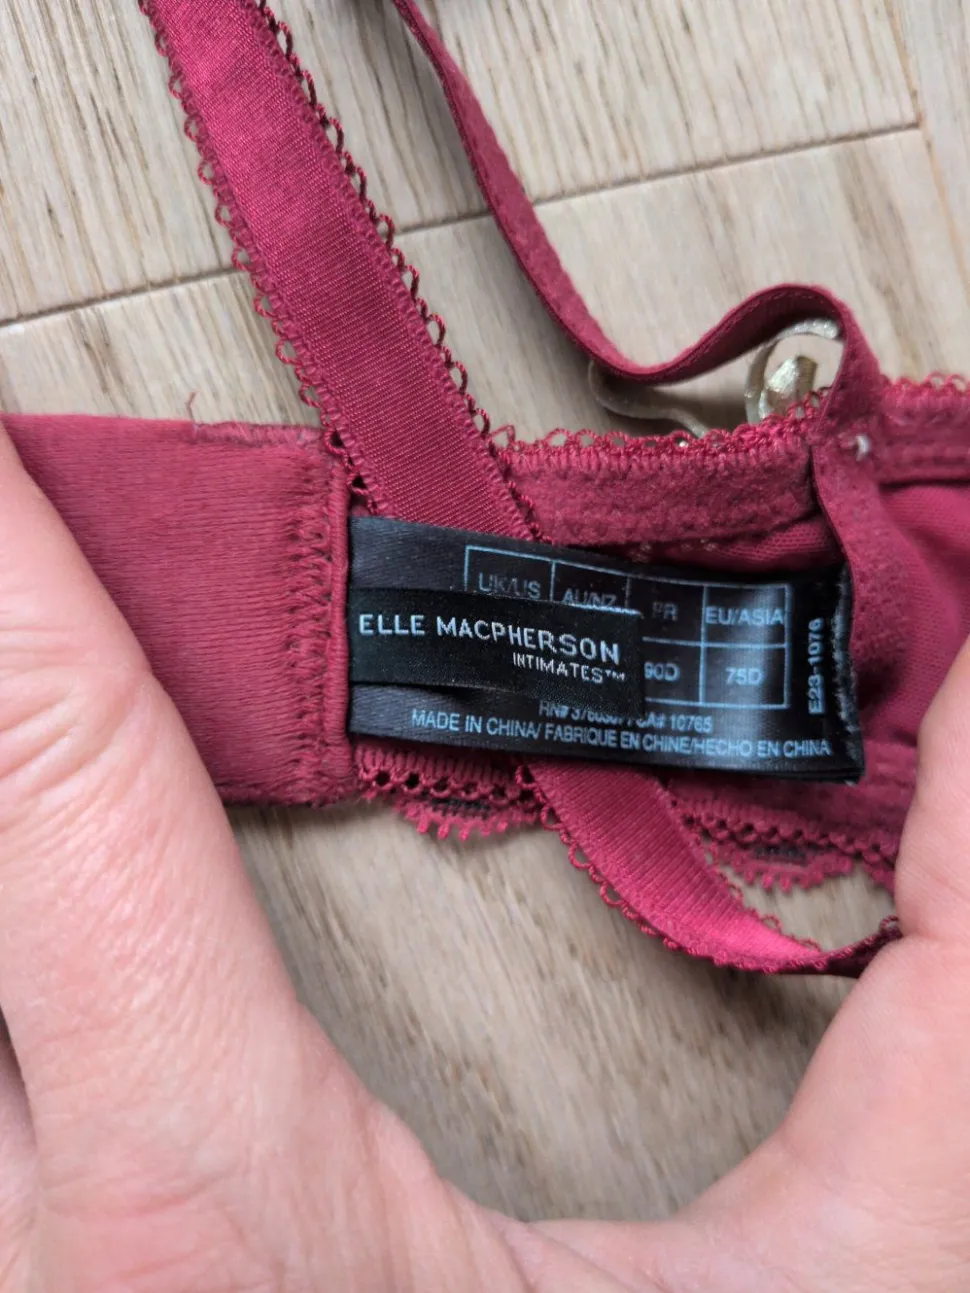 UK/US AU/NZ FR EU/ASIA
ELLE MACPHERSON
INTIMATES™
90D 75D
10765
MADE IN CHINA/ FABRIQUE EN CHINE/HECHO EN CHINA
E23-1076